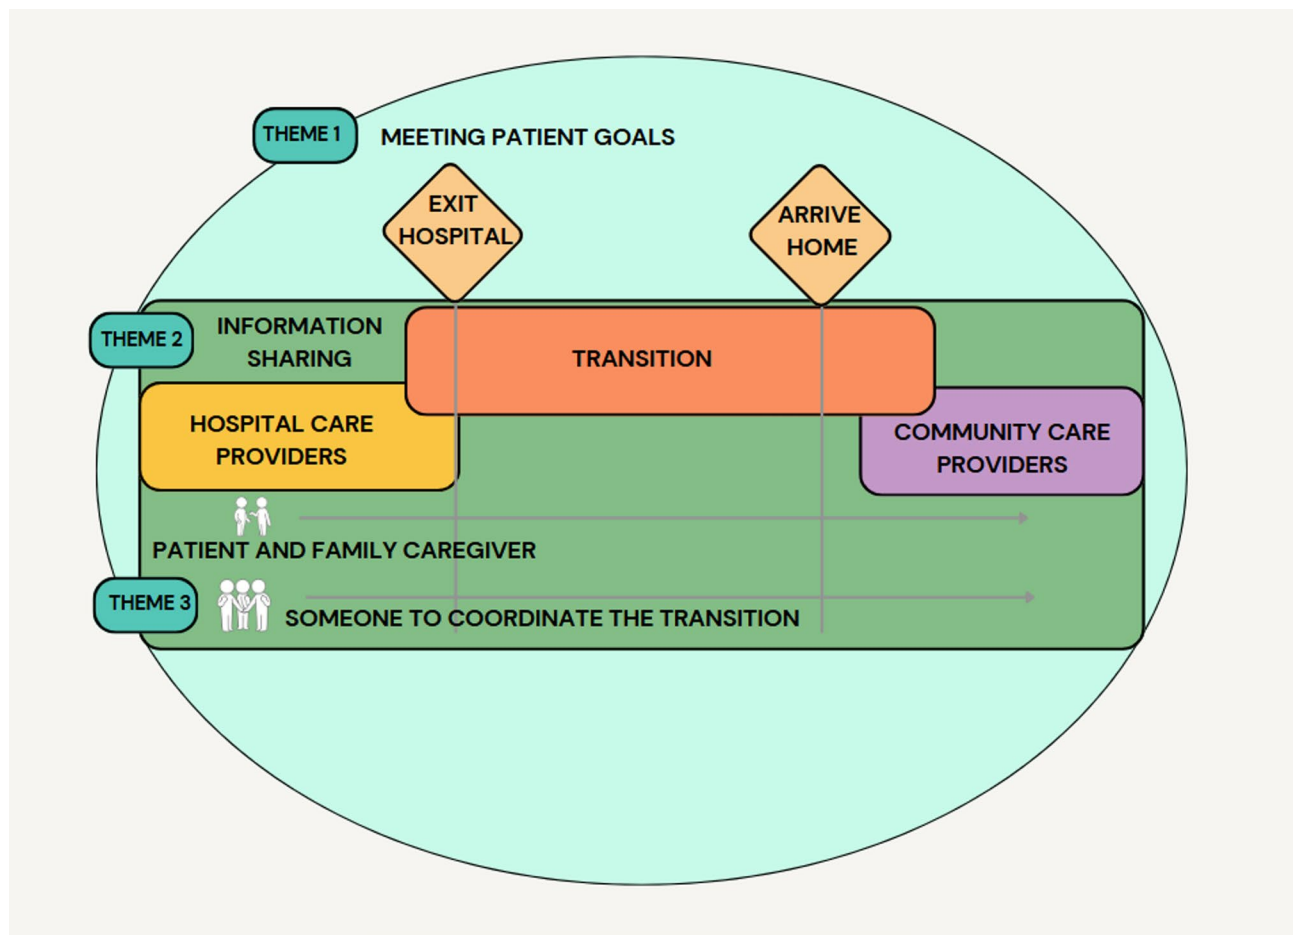 THEME 1
MEETING PATIENT GOALS
EXIT
HOSPITAL
ARRIVE
HOME
THEME 2
INFORMATION
SHARING
TRANSITION
HOSPITAL CARE
PROVIDERS
COMMUNITY CARE
PROVIDERS
PATIENT AND FAMILY CAREGIVER
THEME 3
SOMEONE TO COORDINATE THE TRANSITION